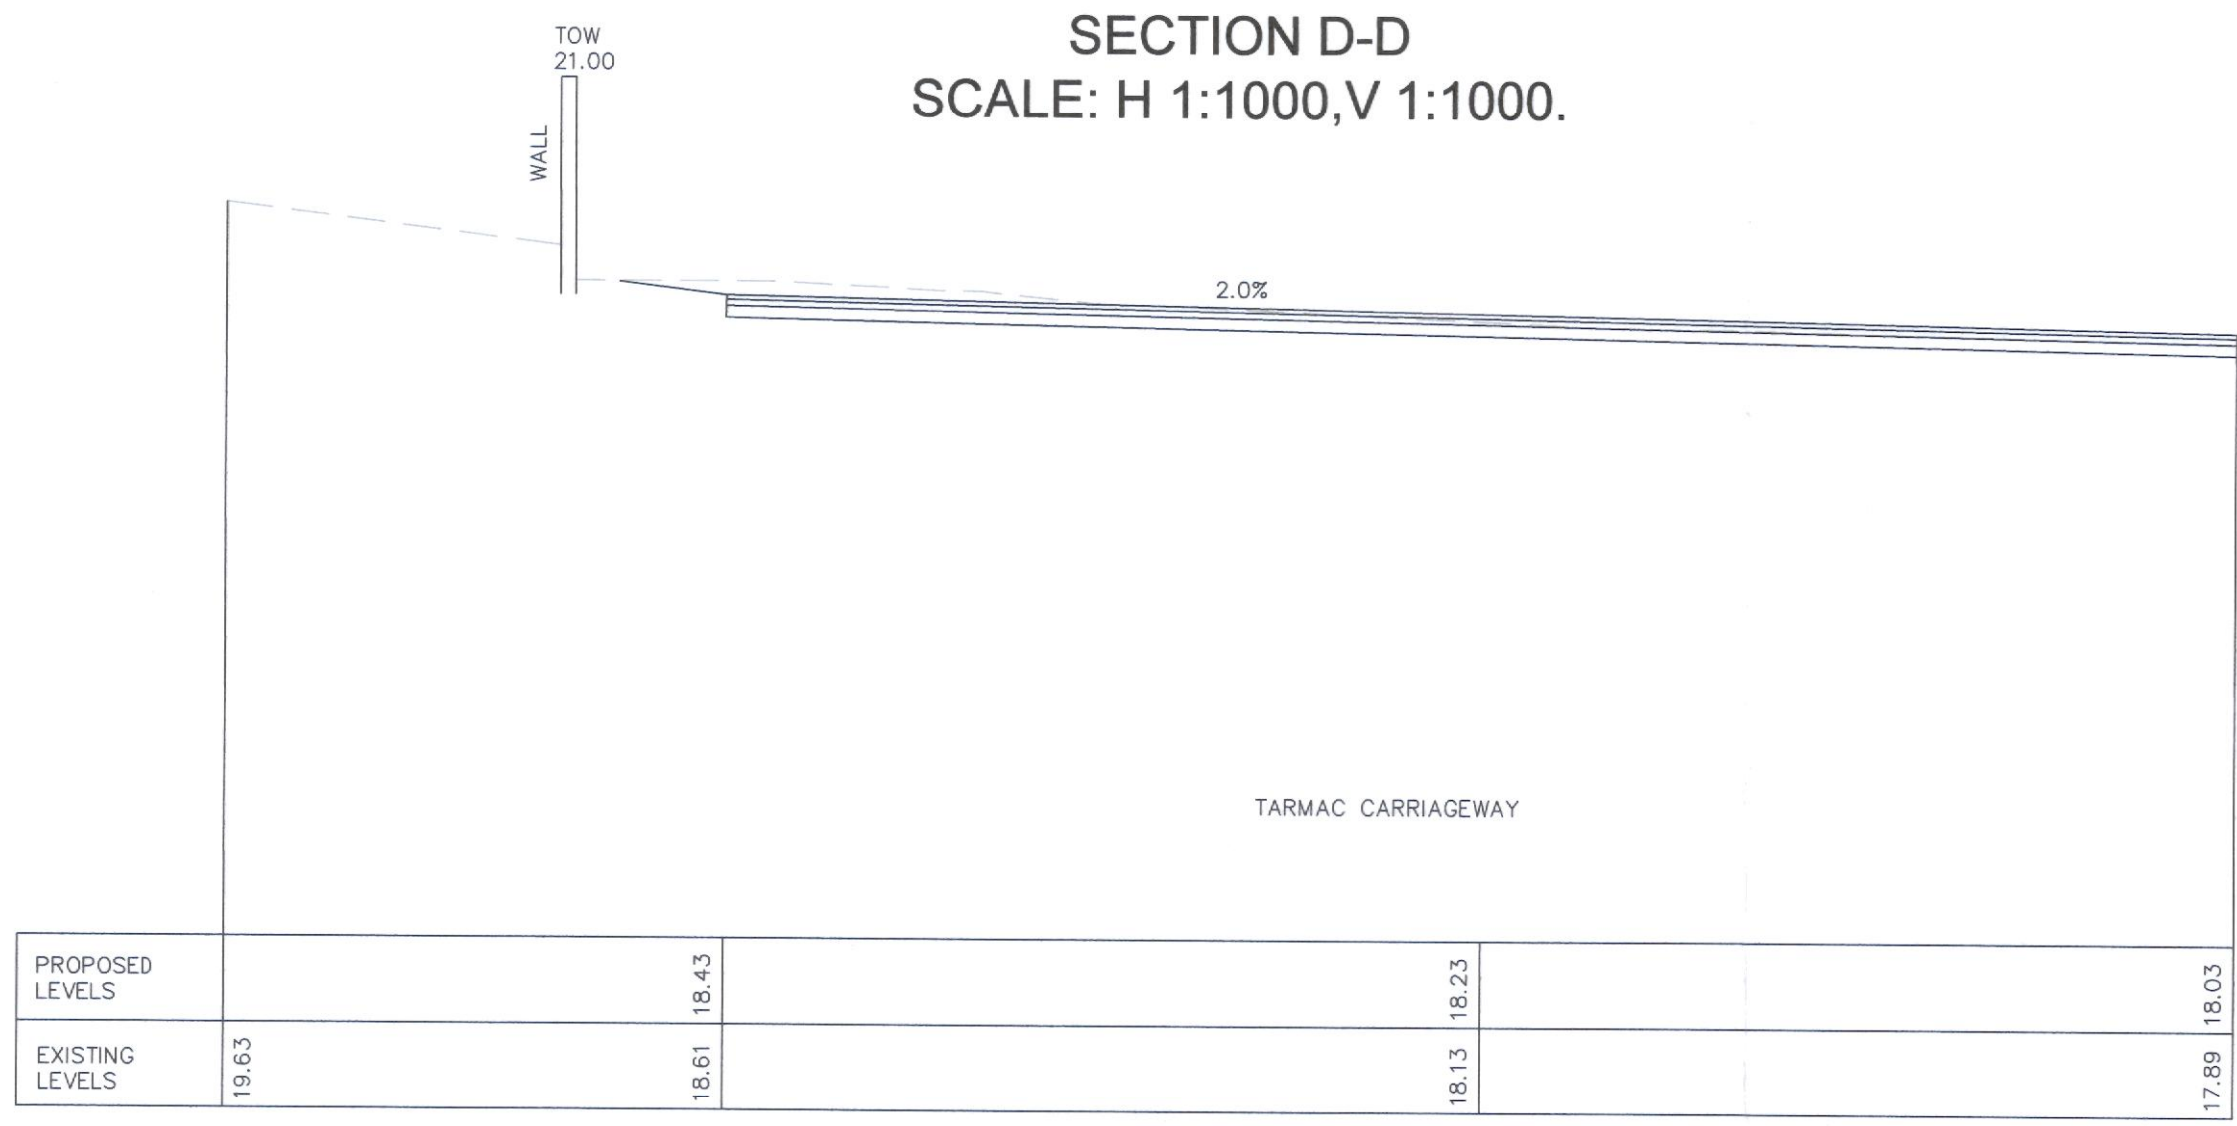 SECTION D-D
SCALE: H 1:1000,V 1:1000.
TOW
21.00
WALL
2.0%
TARMAC CARRIAGEWAY
PROPOSED
LEVELS
18.43
18.23
18.03
EXISTING
LEVELS
19.63
18.61
18.13
17.89